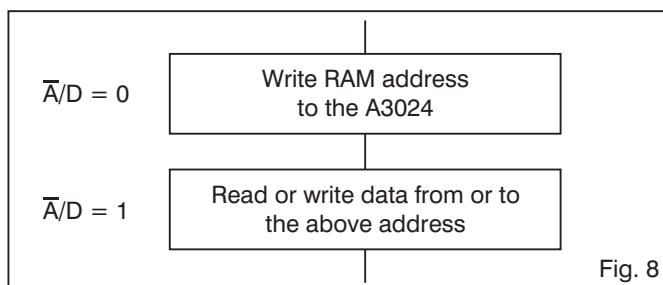 A̅/D = 0
Write RAM address
to the A3024
A̅/D = 1
Read or write data from or to
the above address
Fig. 8